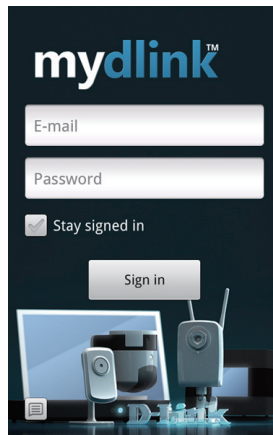 mydlink™
E-mail
Password
Stay signed in
Sign in
D-Link